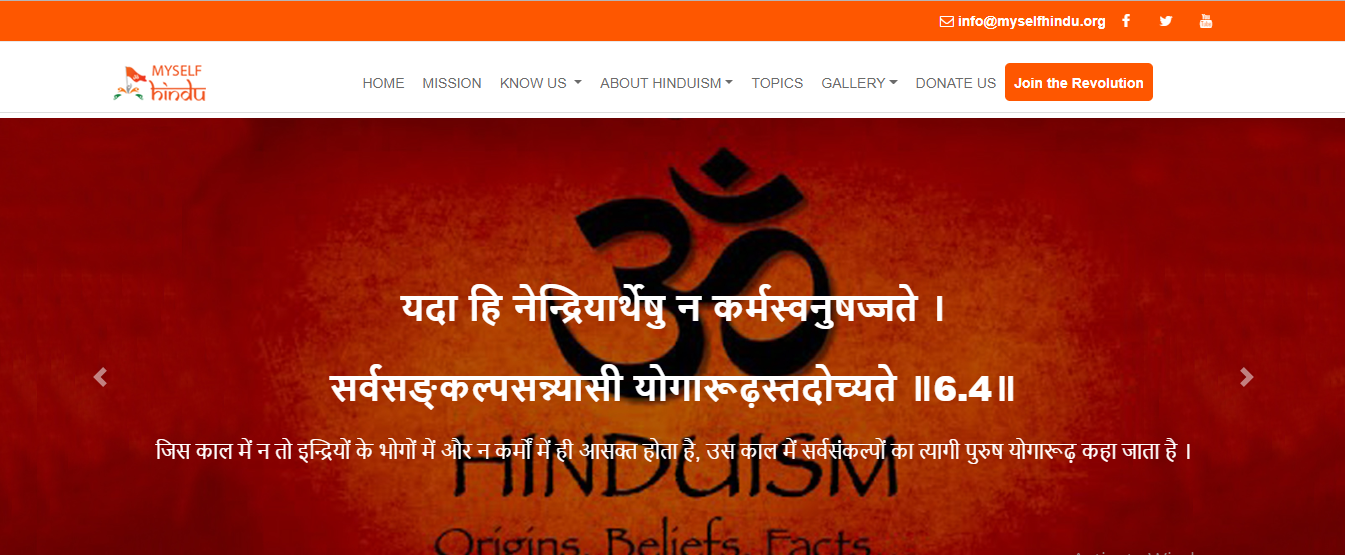 info@myselfhindu.org
MYSELF
hindu
HOME MISSION KNOW US ABOUT HINDUISM TOPICS GALLERY DONATE US Join the Revolution
यदा हि नेन्द्रियार्थेषु न कर्मस्वनुषज्जते ।
सर्वसङ्कल्पसन्न्यासी योगारूढ़स्तदोच्यते ॥6.4॥
जिस काल में न तो इन्द्रियों के भोगों में और न कर्मों में ही आसक्त होता है, उस काल में सर्वसंकल्पों का त्यागी पुरुष योगारूढ़ कहा जाता है ।
HINDUISM
Origins, Beliefs, Facts